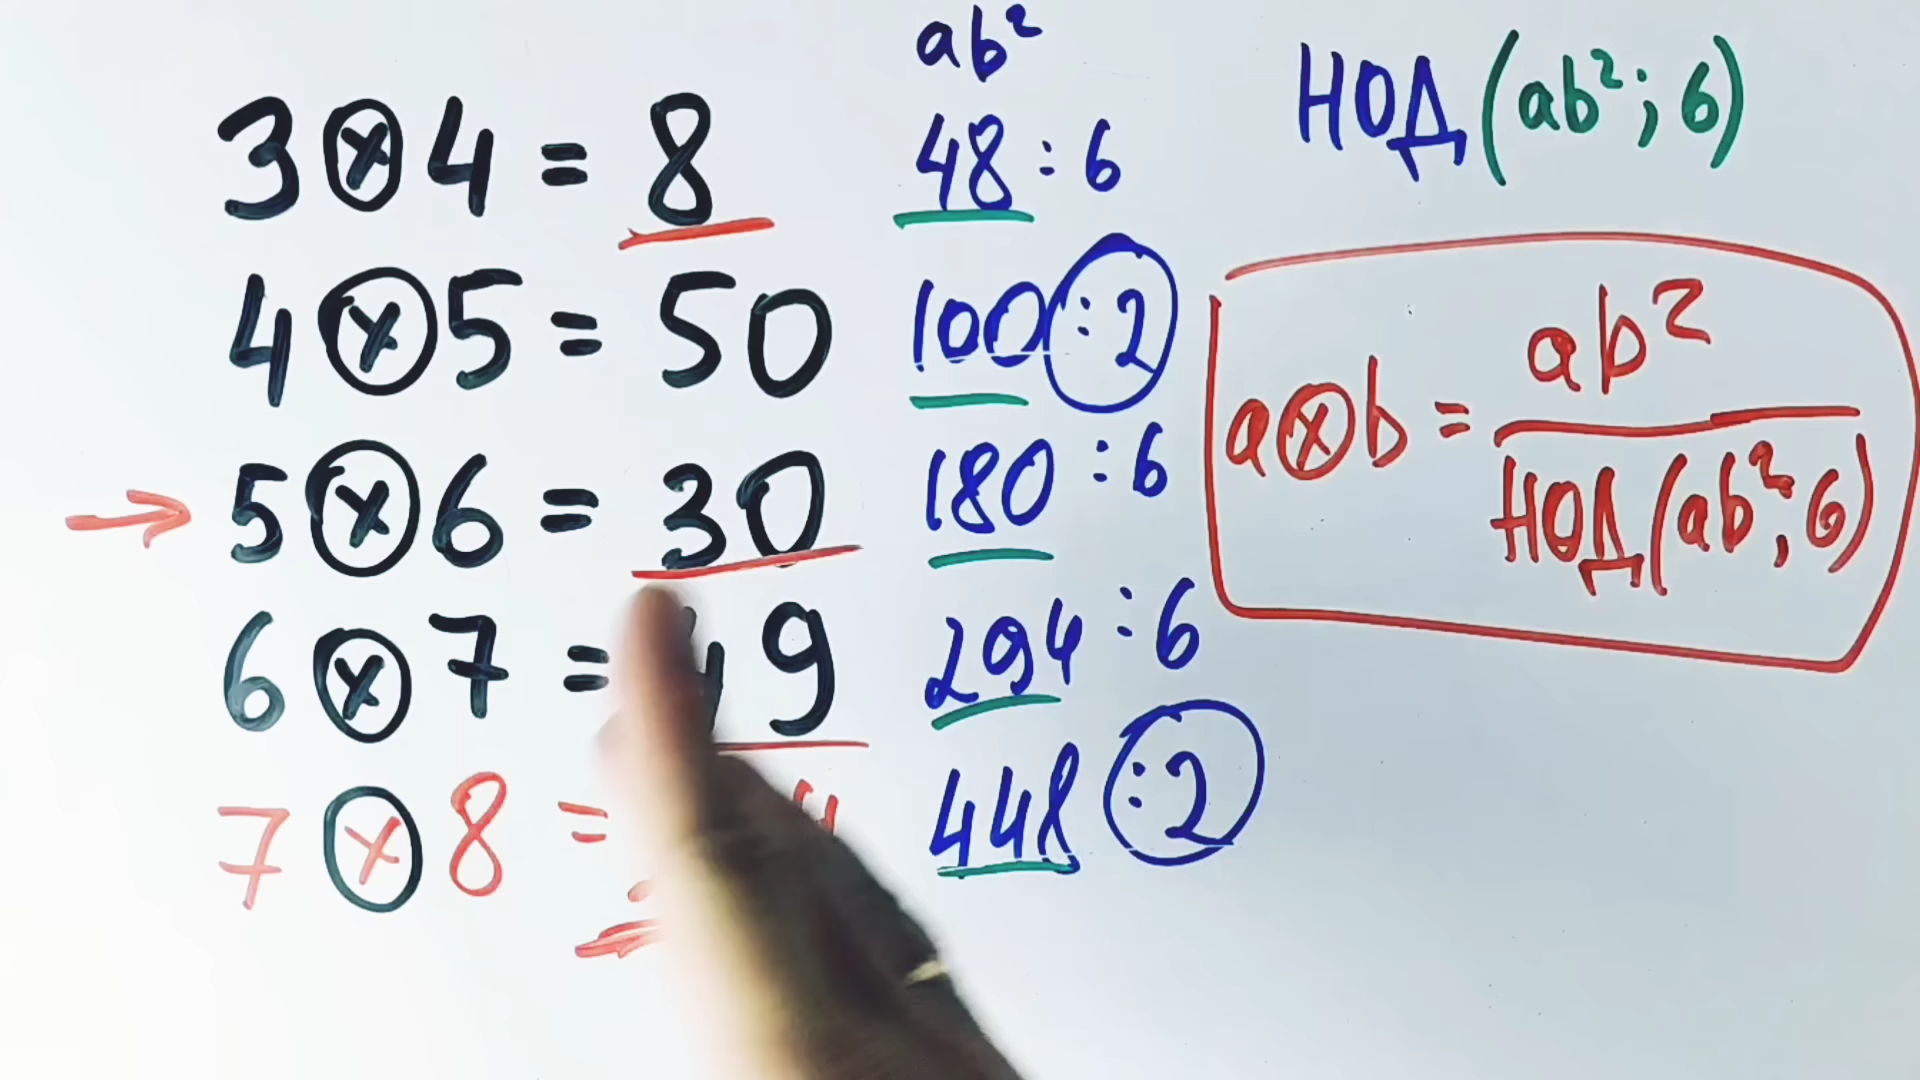 3 ⊗ 4 = 8
4 ⊗ 5 = 50
5 ⊗ 6 = 30
6 ⊗ 7 = 49
7 ⊗ 8 =
ab²
48 : 6
100 : 2
180 : 6
294 : 6
448 : 2
НОД (ab² ; 6)
a ⊗ b = ab² / НОД (ab² ; 6)
→